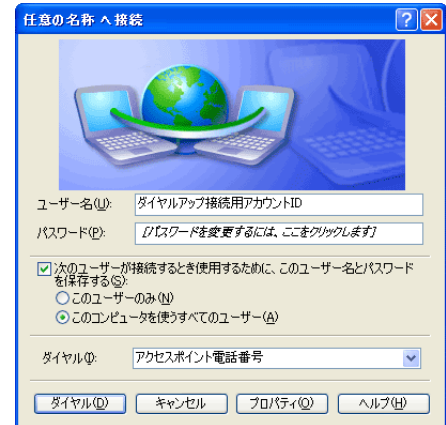 任意の名称 へ接続
ユーザー名(U):
ダイヤルアップ接続用アカウントID
パスワード(P):
[パスワードを変更するには、ここをクリックします]
次のユーザーが接続するとき使用するために、このユーザー名とパスワード
を保存する(S):
このユーザーのみ(N)
このコンピュータを使うすべてのユーザー(A)
ダイヤル(I):
アクセスポイント電話番号
ダイヤル(D)
キャンセル
プロパティ(O)
ヘルプ(H)